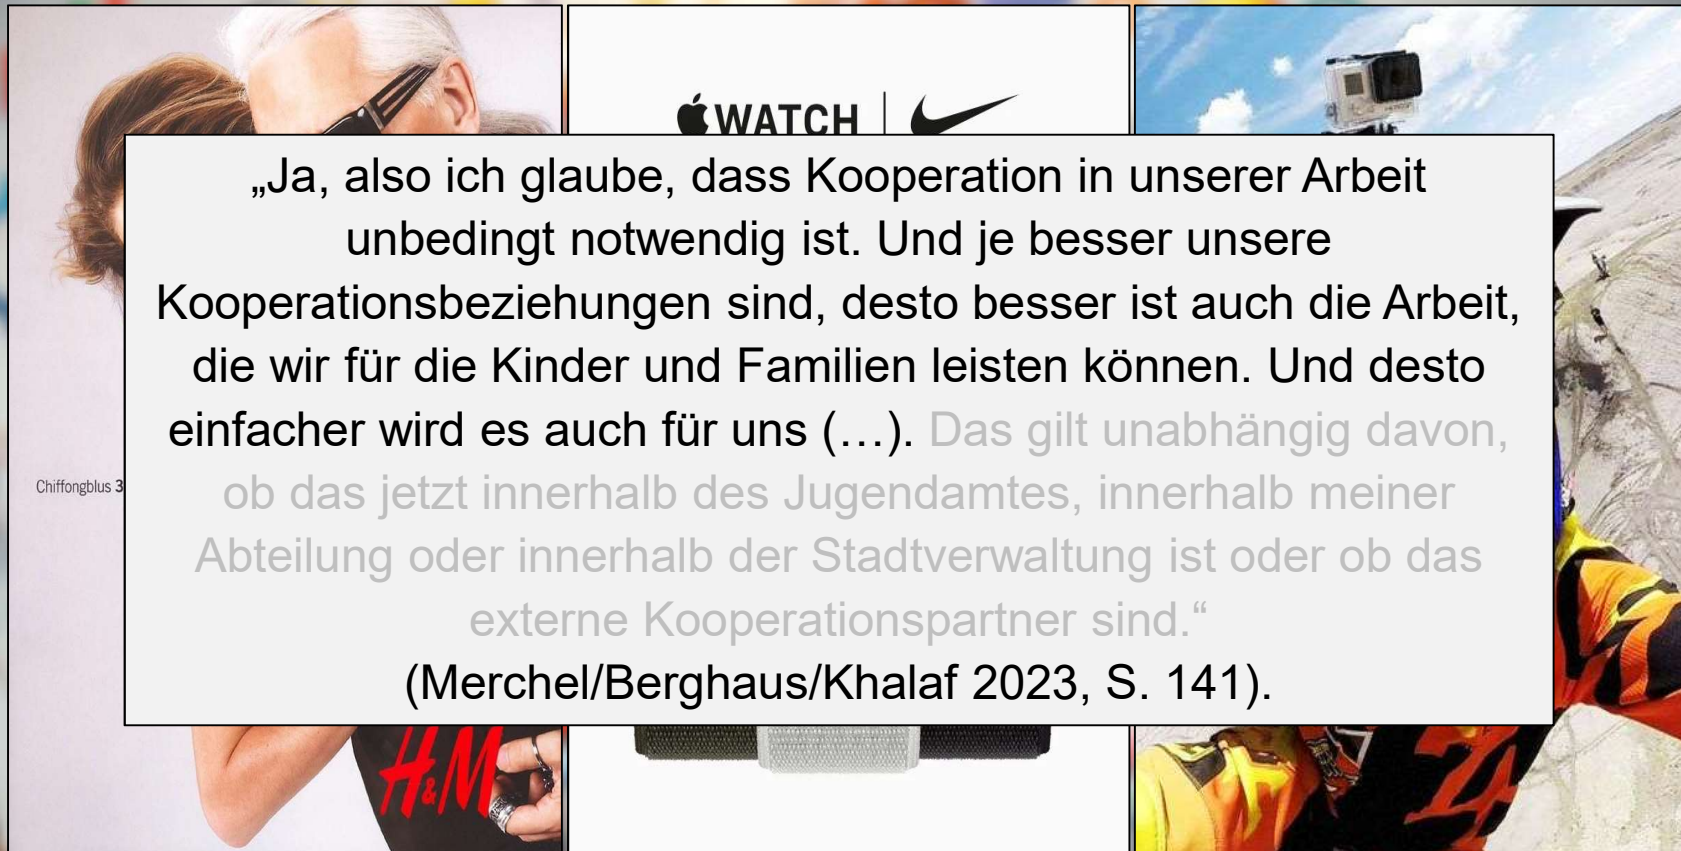 WATCH
„Ja, also ich glaube, dass Kooperation in unserer Arbeit
unbedingt notwendig ist. Und je besser unsere
Kooperationsbeziehungen sind, desto besser ist auch die Arbeit,
die wir für die Kinder und Familien leisten können. Und desto
einfacher wird es auch für uns (…). Das gilt unabhängig davon,
ob das jetzt innerhalb des Jugendamtes, innerhalb meiner
Abteilung oder innerhalb der Stadtverwaltung ist oder ob das
externe Kooperationspartner sind.“
(Merchel/Berghaus/Khalaf 2023, S. 141).
Chiffongblus 3
H&M